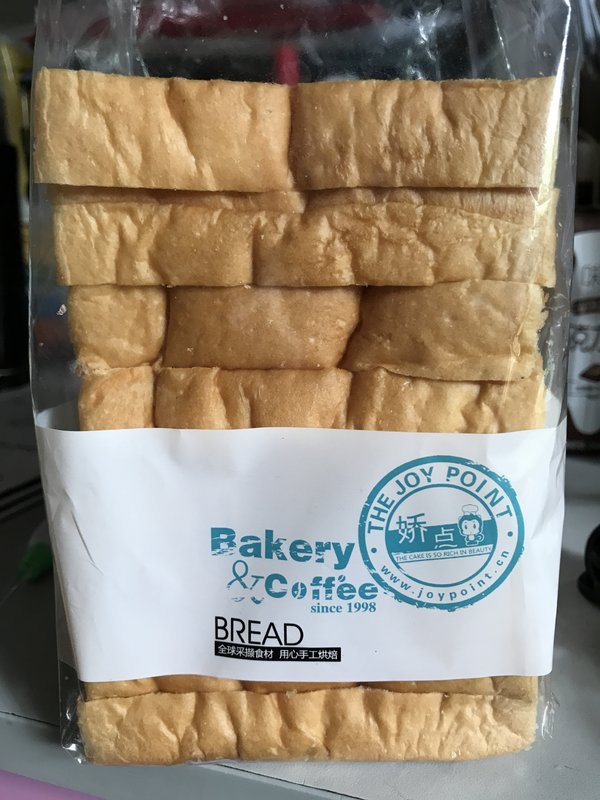 THE JOY POINT
娇点
THE CAKE IS SO RICH IN BEAUTY
www.joypoint.cn
Bakery
& Coffee
since 1998
BREAD
全球采撷食材 用心手工烘焙